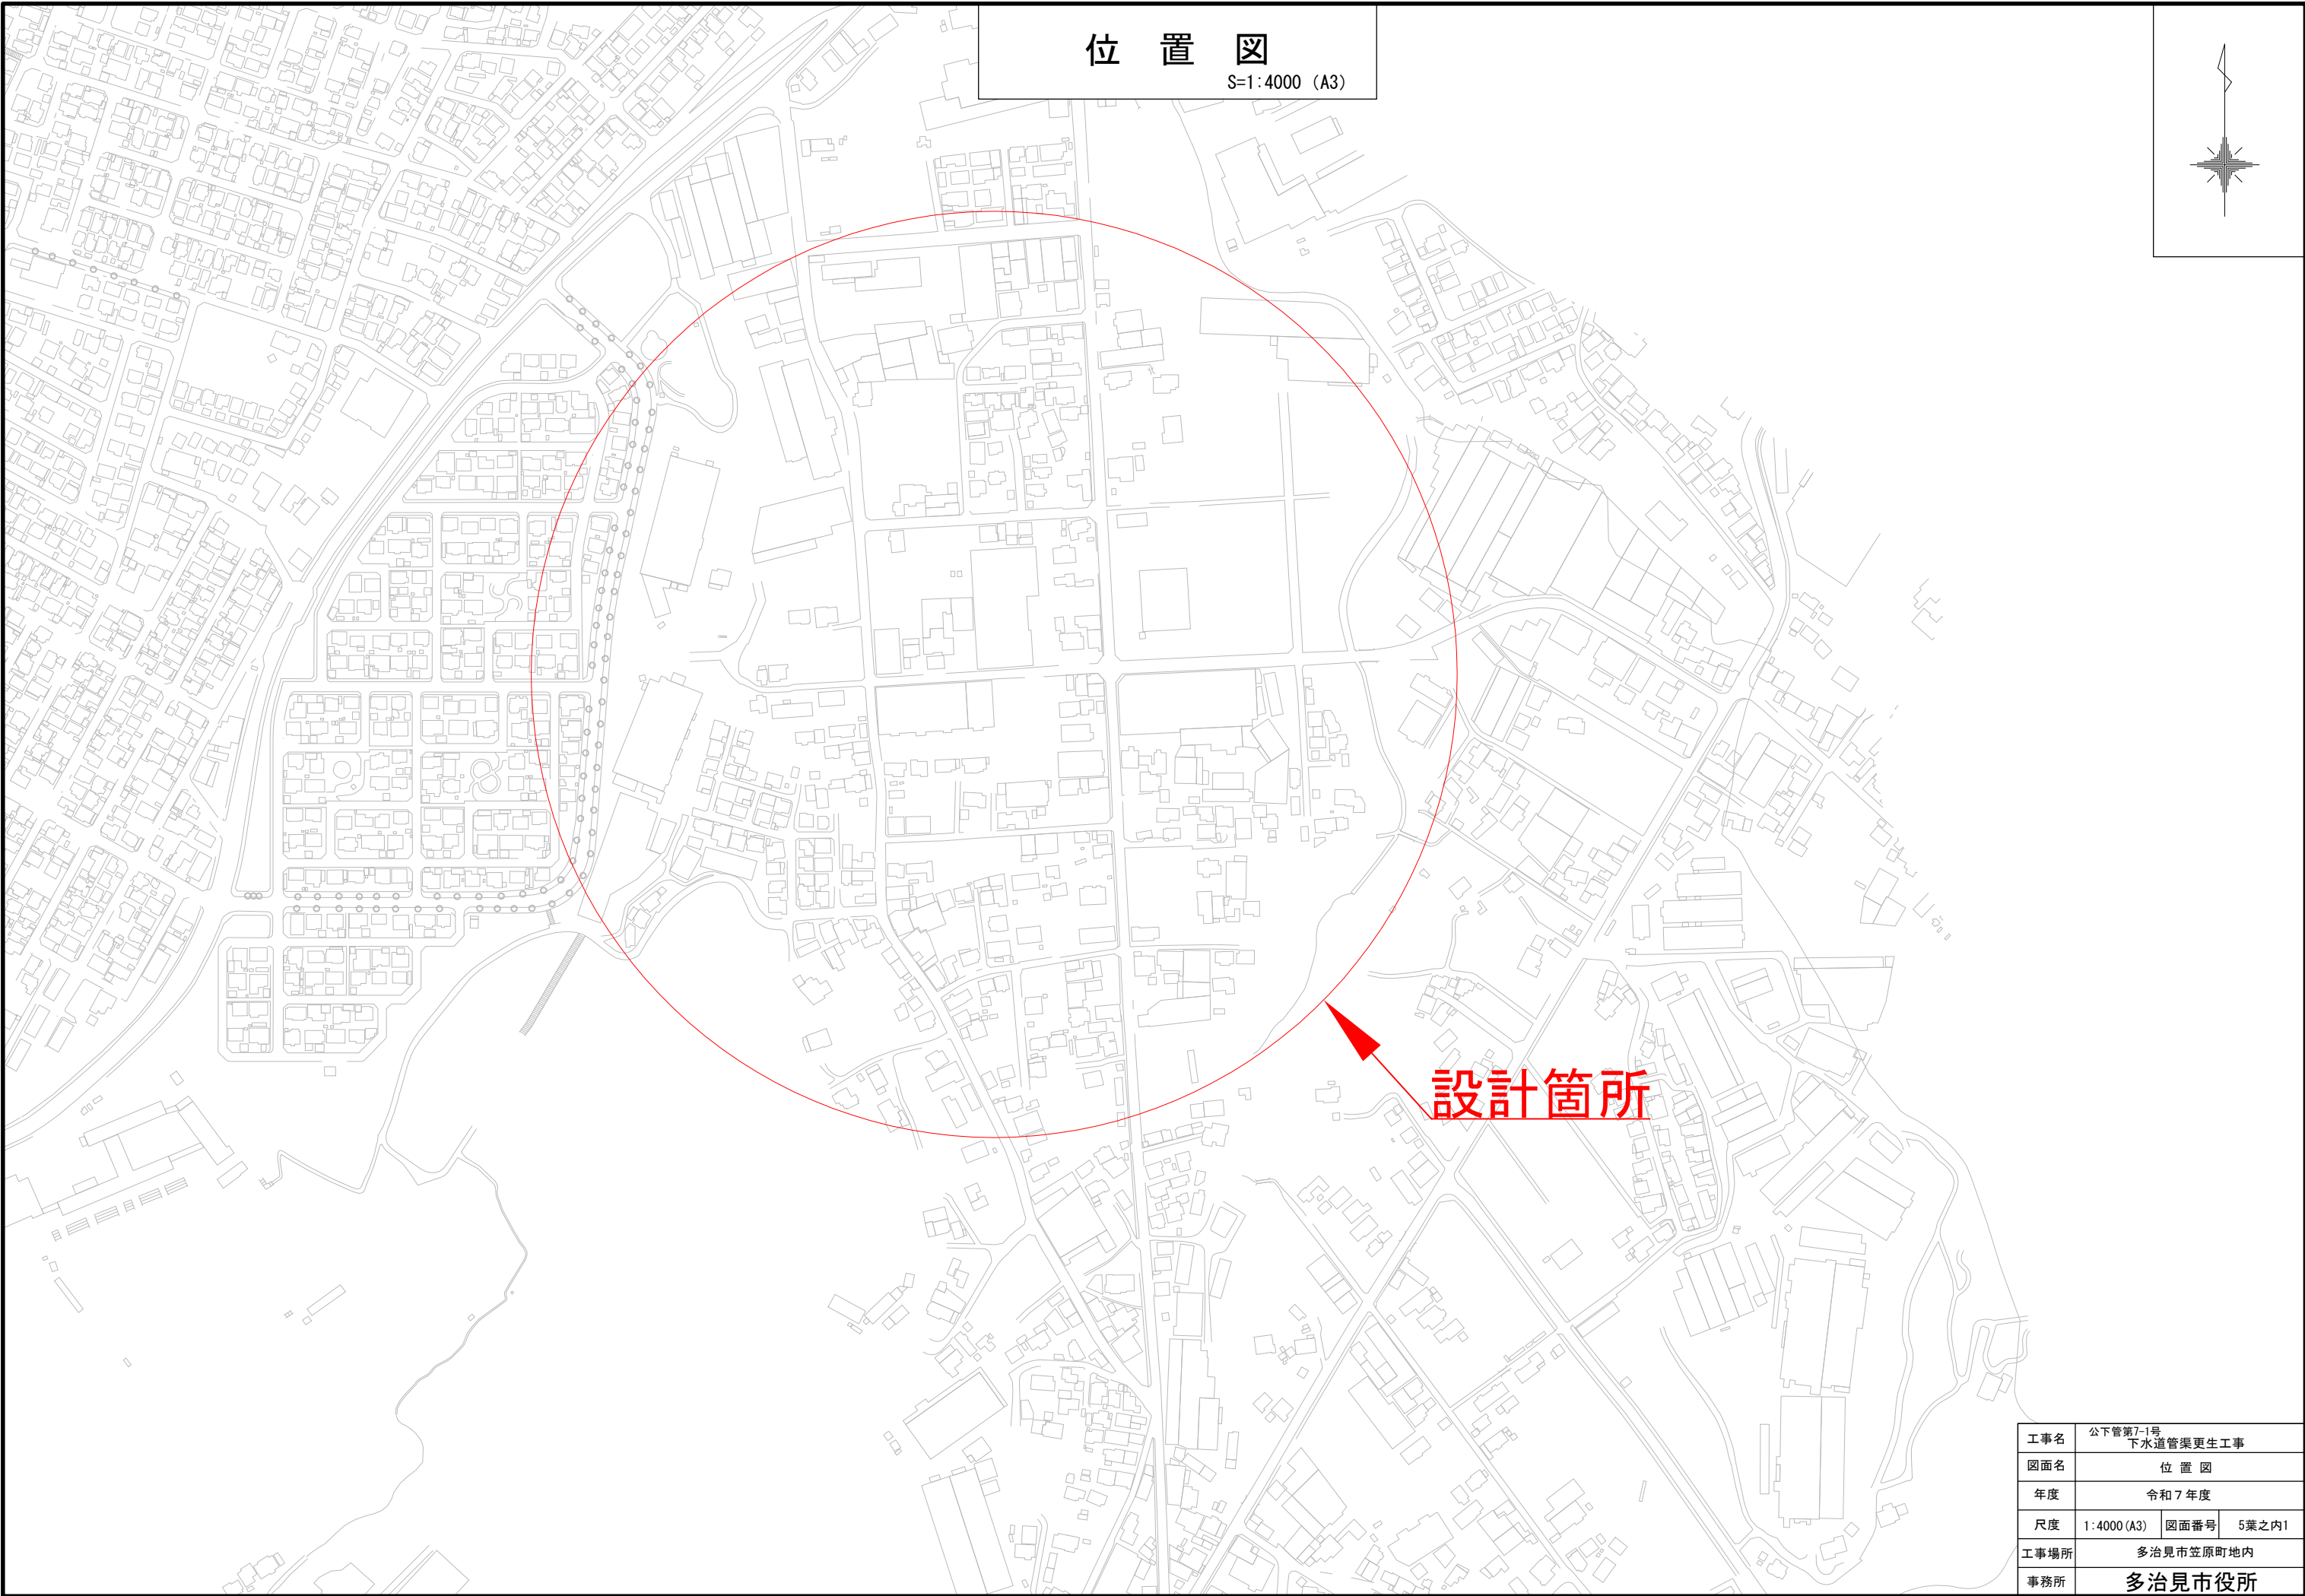 位 置 図
S=1:4000 (A3)
設計箇所
工事名 公下管第7-1号
下水道管渠更生工事
図面名 位 置 図
年度 令和７年度
尺度 1:4000(A3) 図面番号 5葉之内1
工事場所 多治見市笠原町地内
事務所 多治見市役所